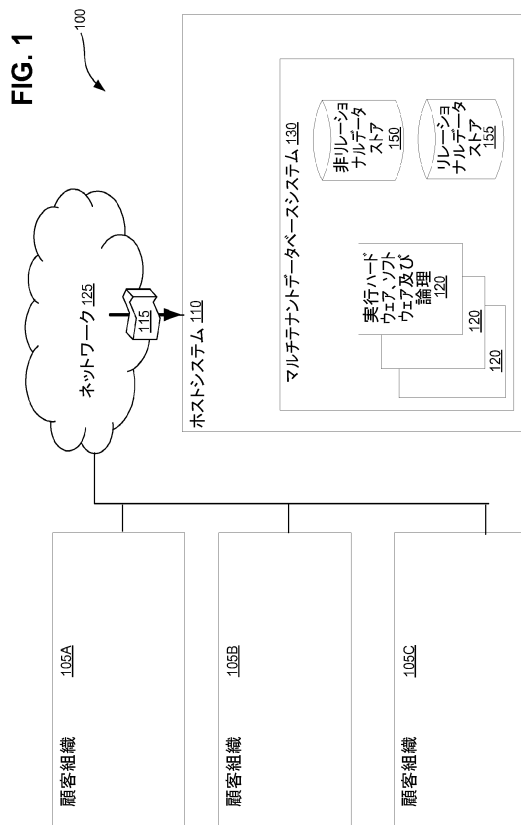 FIG. 1
100
ネットワーク 125
115
ホストシステム 110
マルチテナントデータベースシステム 130
実行ハード
ウェア、ソフト
ウェア及び
論理
120
120
120
非リレーショ
ナルデータ
ストア
150
リレーショ
ナルデータ
ストア
155
顧客組織 105A
顧客組織 105B
顧客組織 105C